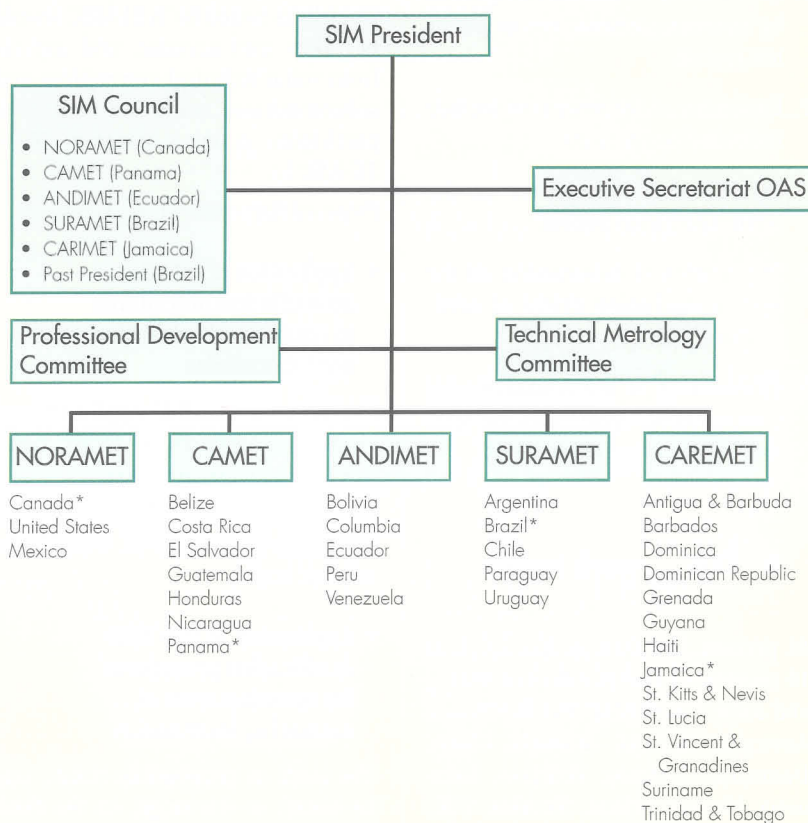 SIM President
SIM Council
• NORAMET (Canada)
• CAMET (Panama)
• ANDIMET (Ecuador)
• SURAMET (Brazil)
• CARIMET (Jamaica)
• Past President (Brazil)
Executive Secretariat OAS
Professional Development
Committee
Technical Metrology
Committee
NORAMET
Canada*
United States
Mexico
CAMET
Belize
Costa Rica
El Salvador
Guatemala
Honduras
Nicaragua
Panama*
ANDIMET
Bolivia
Columbia
Ecuador
Peru
Venezuela
SURAMET
Argentina
Brazil*
Chile
Paraguay
Uruguay
CAREMET
Antigua & Barbuda
Barbados
Dominica
Dominican Republic
Grenada
Guyana
Haiti
Jamaica*
St. Kitts & Nevis
St. Lucia
St. Vincent &
Granadines
Suriname
Trinidad & Tobago